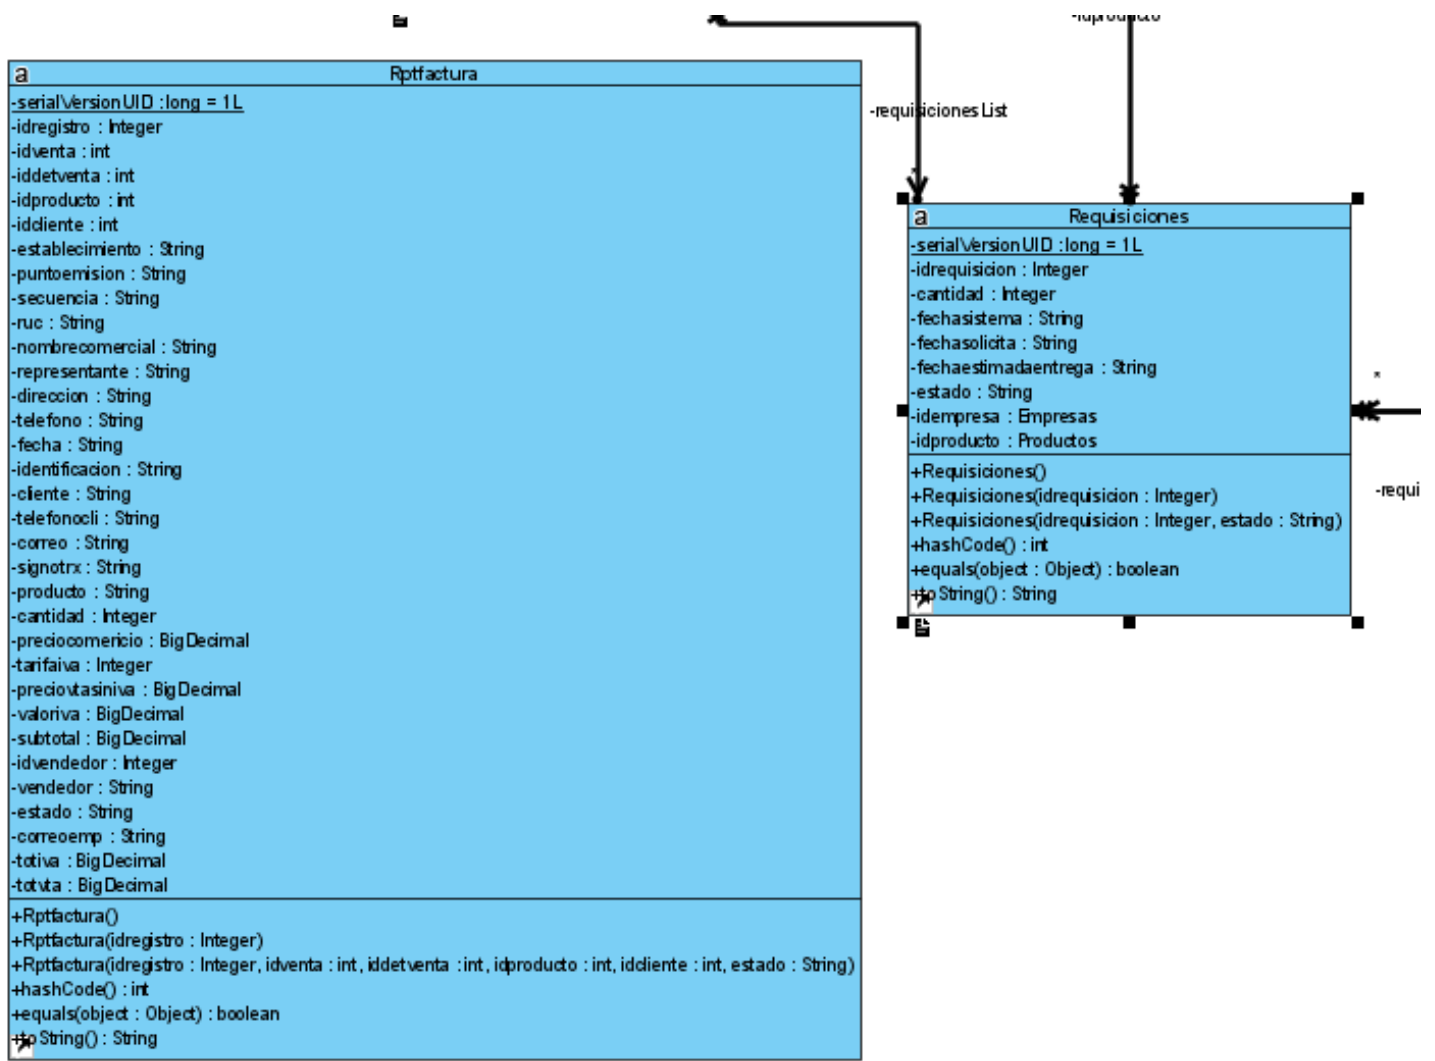 -idproducto
a
Rptfactura
-serialVersionUID : long = 1L
-idregistro : Integer
-idventa : int
-iddetventa : int
-idproducto : int
-idcliente : int
-establecimiento : String
-puntoemision : String
-secuencia : String
-ruc : String
-nombrecomercial : String
-representante : String
-direccion : String
-telefono : String
-fecha : String
-identificacion : String
-cliente : String
-telefonocli : String
-correo : String
-signotrx : String
-producto : String
-cantidad : Integer
-preciocomericio : BigDecimal
-tarifaiva : Integer
-preciovtasiniva : BigDecimal
-valoriva : BigDecimal
-subtotal : BigDecimal
-idvendedor : Integer
-vendedor : String
-estado : String
-correoemp : String
-totiva : BigDecimal
-totvta : BigDecimal
+Rptfactura()
+Rptfactura(idregistro : Integer)
+Rptfactura(idregistro : Integer, idventa : int, iddetventa : int, idproducto : int, idcliente : int, estado : String)
+hashCode() : int
+equals(object : Object) : boolean
+toString() : String
-requisicionesList
*
a
Requisiciones
-serialVersionUID : long = 1L
-idrequisicion : Integer
-cantidad : Integer
-fechasistema : String
-fechasolicita : String
-fechaestimadaentrega : String
-estado : String
-idempresa : Empresas
-idproducto : Productos
+Requisiciones()
+Requisiciones(idrequisicion : Integer)
+Requisiciones(idrequisicion : Integer, estado : String)
+hashCode() : int
+equals(object : Object) : boolean
+toString() : String
*
-requi